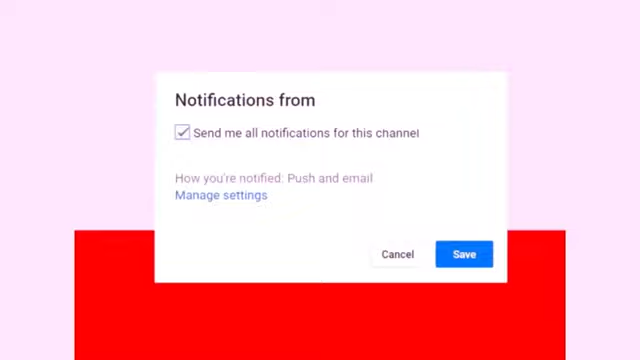 Notifications from
Send me all notifications for this channel
How you're notified: Push and email
Manage settings
Cancel
Save